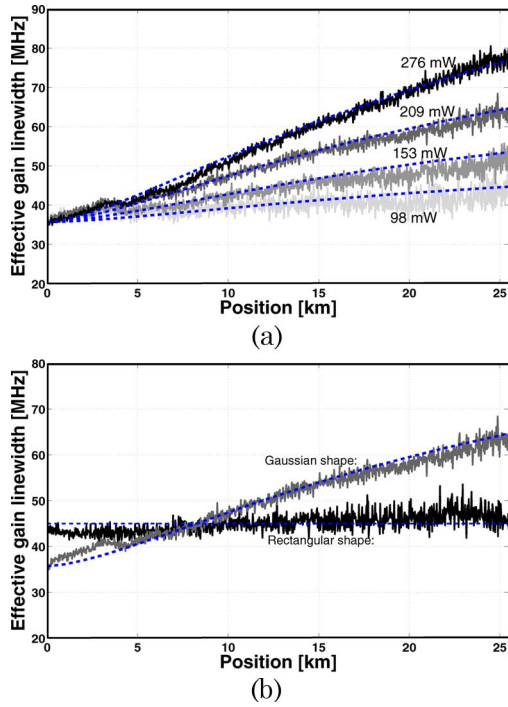 Effective gain linewidth [MHz]
90
80
70
60
50
40
30
20
276 mW
209 mW
153 mW
98 mW
0
5
10
15
20
25
Position [km]
(a)
Effective gain linewidth [MHz]
80
70
60
50
40
30
20
Gaussian shape:
Rectangular shape:
0
5
10
15
20
25
Position [km]
(b)